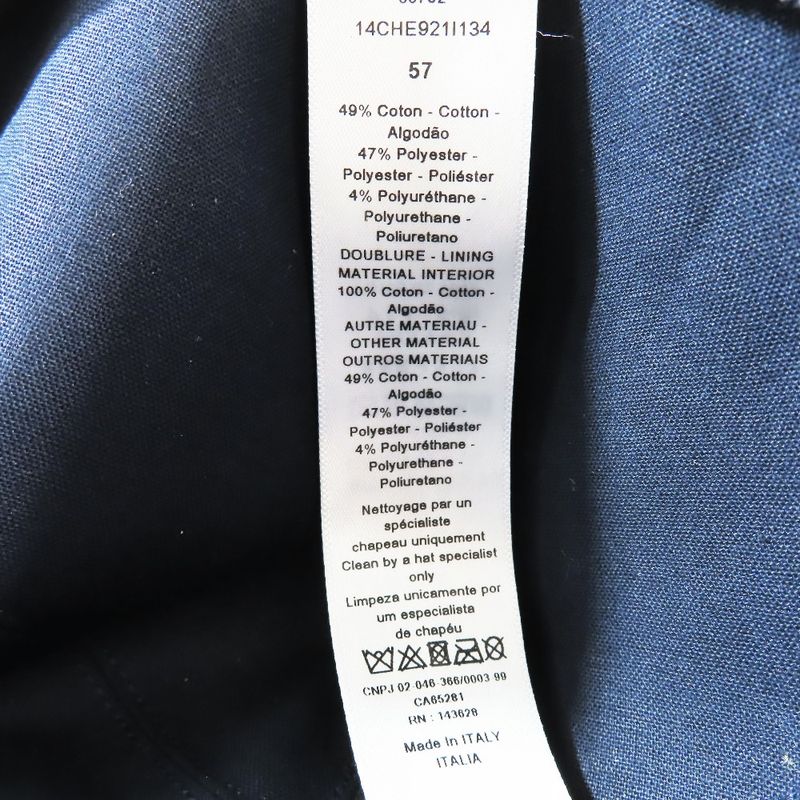 14CHE921I134
57
49% Coton - Cotton -
Algodão
47% Polyester -
Polyester - Poliéster
4% Polyuréthane -
Polyurethane -
Poliuretano
DOUBLURE - LINING
MATERIAL INTERIOR
100% Coton - Cotton -
Algodão
AUTRE MATERIAU -
OTHER MATERIAL
OUTROS MATERIAIS
49% Coton - Cotton -
Algodão
47% Polyester -
Polyester - Poliéster
4% Polyuréthane -
Polyurethane -
Poliuretano
Nettoyage par un
spécialiste
chapeau uniquement
Clean by a hat specialist
only
Limpeza unicamente por
um especialista
de chapéu
CNPJ 02-046-366/0003 99
CA65281
RN : 143628
Made In ITALY
ITALIA